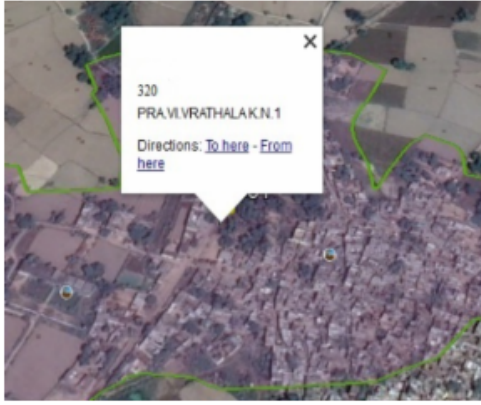 320
PRA.VI.VRATHALA K.N.1
Directions: To here - From
here